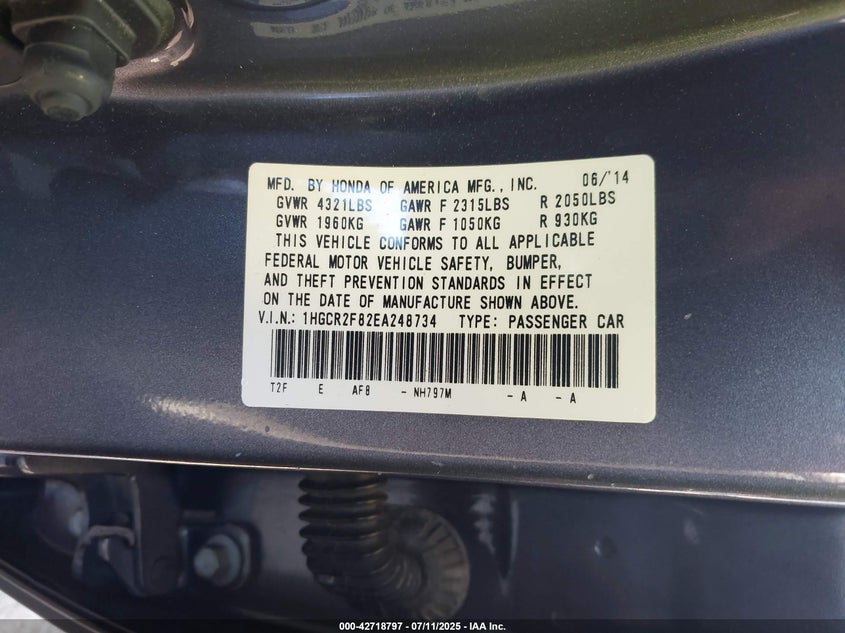 MFD. BY HONDA OF AMERICA MFG., INC. 06/'14
GVWR 4321LBS GAWR F 2315LBS R 2050LBS
GVWR 1960KG GAWR F 1050KG R 930KG
THIS VEHICLE CONFORMS TO ALL APPLICABLE
FEDERAL MOTOR VEHICLE SAFETY, BUMPER,
AND THEFT PREVENTION STANDARDS IN EFFECT
ON THE DATE OF MANUFACTURE SHOWN ABOVE.
V.I.N.: 1HGCR2F82EA248734 TYPE: PASSENGER CAR
T2F E AF8 - NH797M - A - A
000-42718797 - 07/11/2025 - IAA Inc.